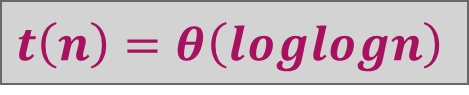 t(n) = θ(loglogn)